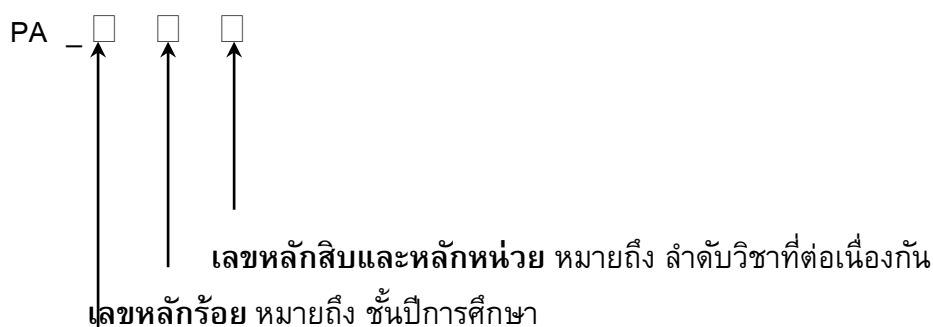 PA _ □ □ □
เลขหลักสิบและหลักหน่วย หมายถึง ลำดับวิชาที่ต่อเนื่องกัน
เลขหลักร้อย หมายถึง ชั้นปีการศึกษา